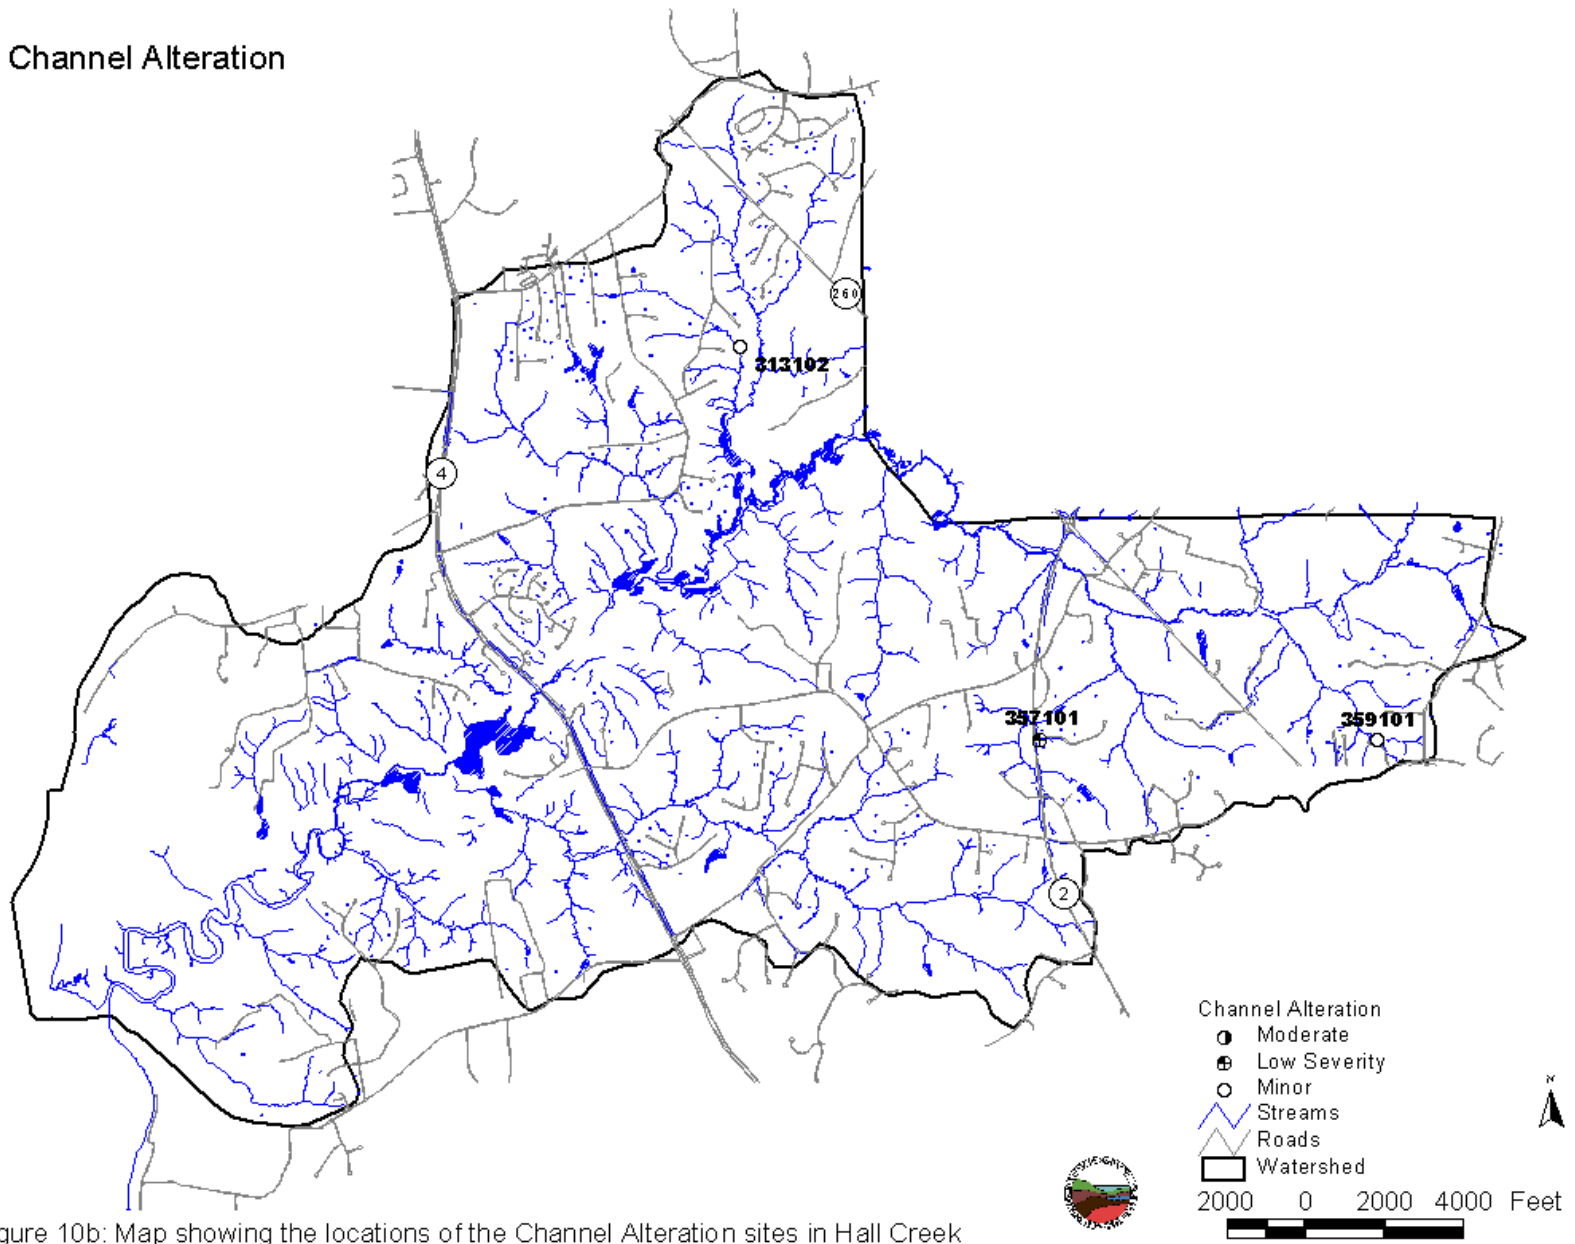 Channel Alteration
260
313102
4
357101
359101
2
Channel Alteration
Moderate
Low Severity
Minor
Streams
Roads
Watershed
N
2000 0 2000 4000 Feet
gure 10b: Map showing the locations of the Channel Alteration sites in Hall Creek